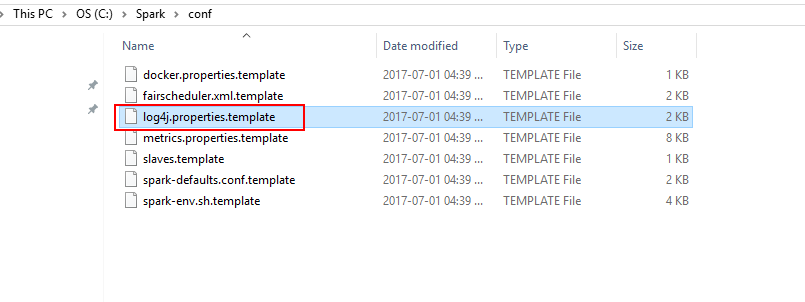 This PC > OS (C:) > Spark > conf
Name Date modified Type Size
docker.properties.template 2017-07-01 04:39 ... TEMPLATE File 1 KB
fairscheduler.xml.template 2017-07-01 04:39 ... TEMPLATE File 2 KB
log4j.properties.template 2017-07-01 04:39 ... TEMPLATE File 2 KB
metrics.properties.template 2017-07-01 04:39 ... TEMPLATE File 8 KB
slaves.template 2017-07-01 04:39 ... TEMPLATE File 1 KB
spark-defaults.conf.template 2017-07-01 04:39 ... TEMPLATE File 2 KB
spark-env.sh.template 2017-07-01 04:39 ... TEMPLATE File 4 KB